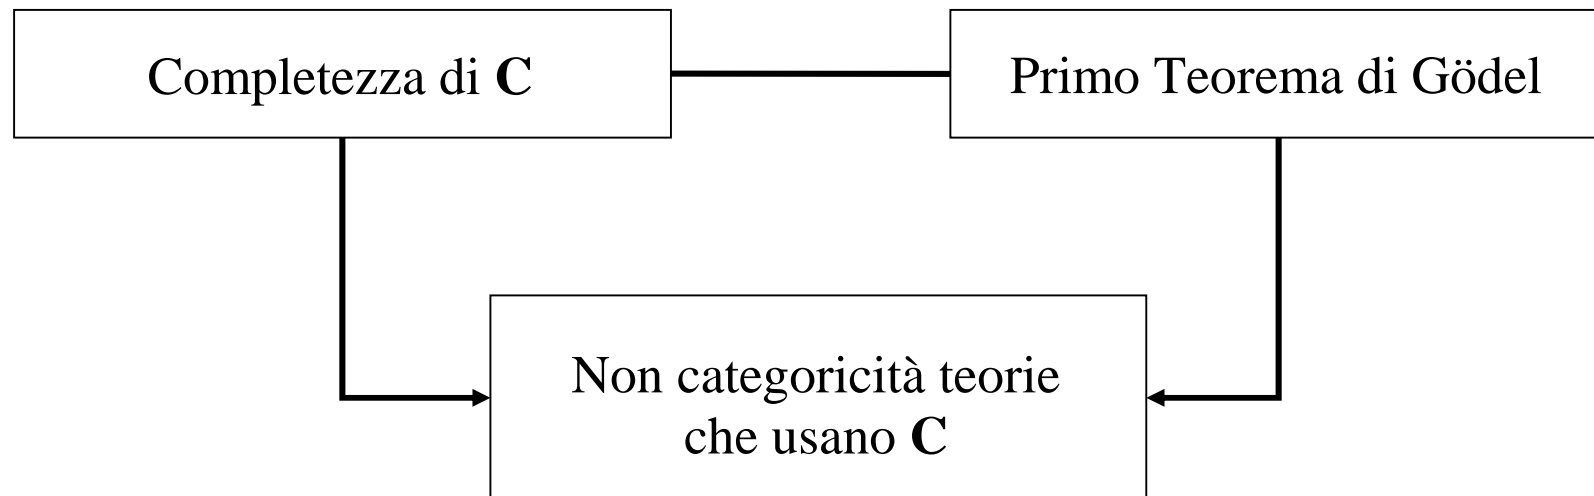 Completezza di C
Primo Teorema di Gödel
Non categoricità teorie
che usano C